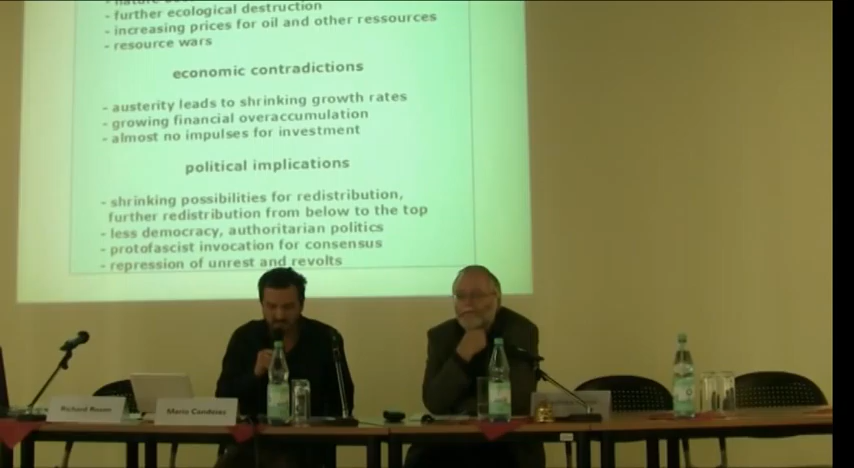 - further ecological destruction
- increasing prices for oil and other ressources
- resource wars
economic contradictions
- austerity leads to shrinking growth rates
- growing financial overaccumulation
- almost no impulses for investment
political implications
- shrinking possibilities for redistribution,
further redistribution from below to the top
- less democracy, authoritarian politics
- protofascist invocation for consensus
- repression of unrest and revolts
Mario Candeias